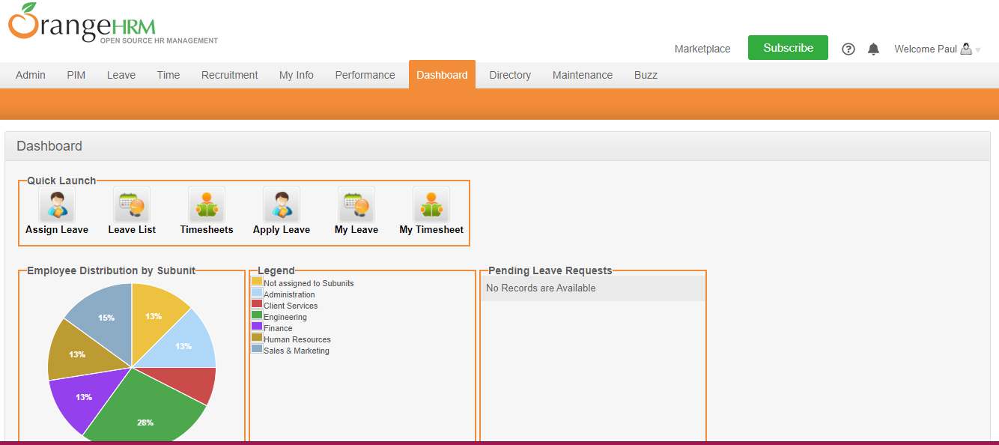 OrangeHRM
OPEN SOURCE HR MANAGEMENT
Marketplace Subscribe Welcome Paul
Admin PIM Leave Time Recruitment My Info Performance Dashboard Directory Maintenance Buzz
Dashboard
Quick Launch
Assign Leave Leave List Timesheets Apply Leave My Leave My Timesheet
Employee Distribution by Subunit
15%
13%
13%
13%
13%
28%
Legend
Not assigned to Subunits
Administration
Client Services
Engineering
Finance
Human Resources
Sales & Marketing
Pending Leave Requests
No Records are Available